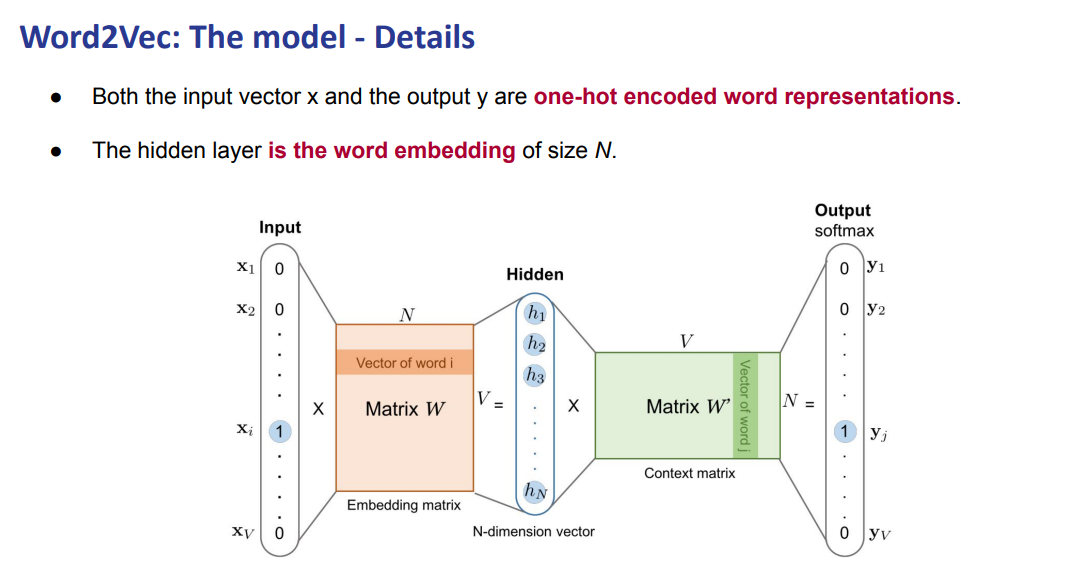 Word2Vec: The model - Details
● Both the input vector x and the output y are one-hot encoded word representations.
● The hidden layer is the word embedding of size N.
Input
Hidden
Output
softmax
x₁ 0
x₂ 0
xᵢ 1
x_V 0
X
N
Vector of word i
Matrix W
V =
Embedding matrix
h₁
h₂
h₃
h_N
N-dimension vector
X
V
Matrix W'
Vector of word j
N =
Context matrix
0 y₁
0 y₂
1 yⱼ
0 y_V